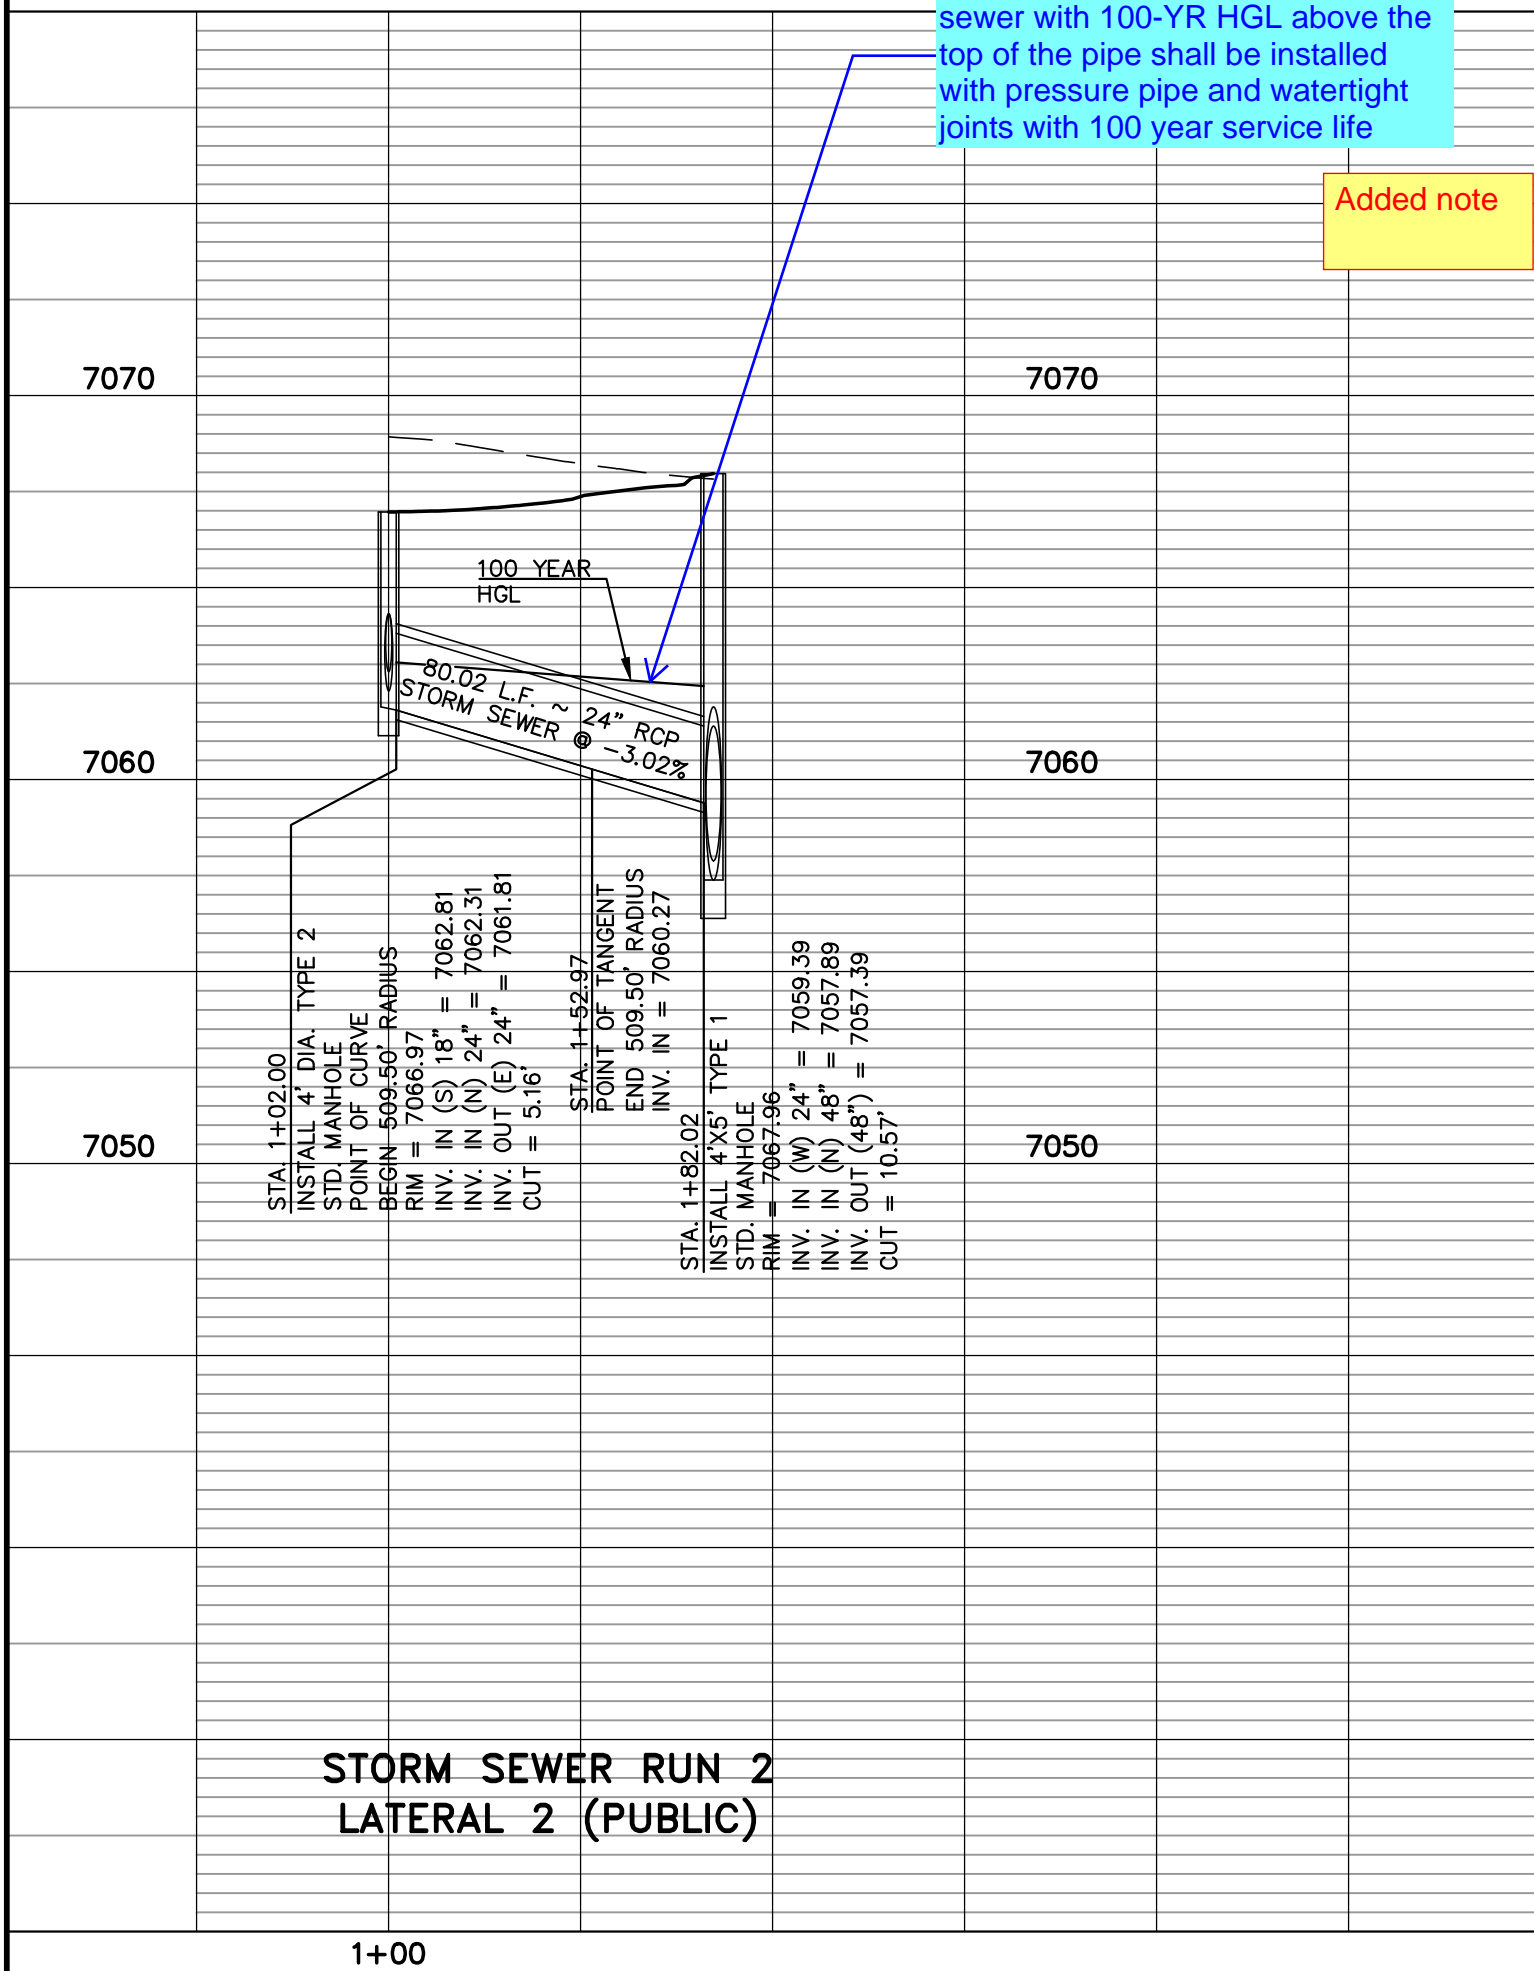 sewer with 100-YR HGL above the
top of the pipe shall be installed
with pressure pipe and watertight
joints with 100 year service life
Added note
7070
7070
100 YEAR
HGL
80.02 L.F. ~ 24" RCP
STORM SEWER @ -3.02%
7060
7060
STA. 1+02.00
INSTALL 4' DIA. TYPE 2
STD. MANHOLE
POINT OF CURVE
BEGIN 509.50' RADIUS
RIM = 7066.97
INV. IN (S) 18" = 7062.81
INV. IN (N) 24" = 7062.31
INV. OUT (E) 24" = 7061.81
CUT = 5.16'
STA. 1+52.97
POINT OF TANGENT
END 509.50' RADIUS
INV. IN = 7060.27
STA. 1+82.02
INSTALL 4'X5' TYPE 1
STD. MANHOLE
RIM = 7067.96
INV. IN (W) 24" = 7059.39
INV. IN (N) 48" = 7057.89
INV. OUT (48") = 7057.39
CUT = 10.57'
7050
7050
STORM SEWER RUN 2
LATERAL 2 (PUBLIC)
1+00